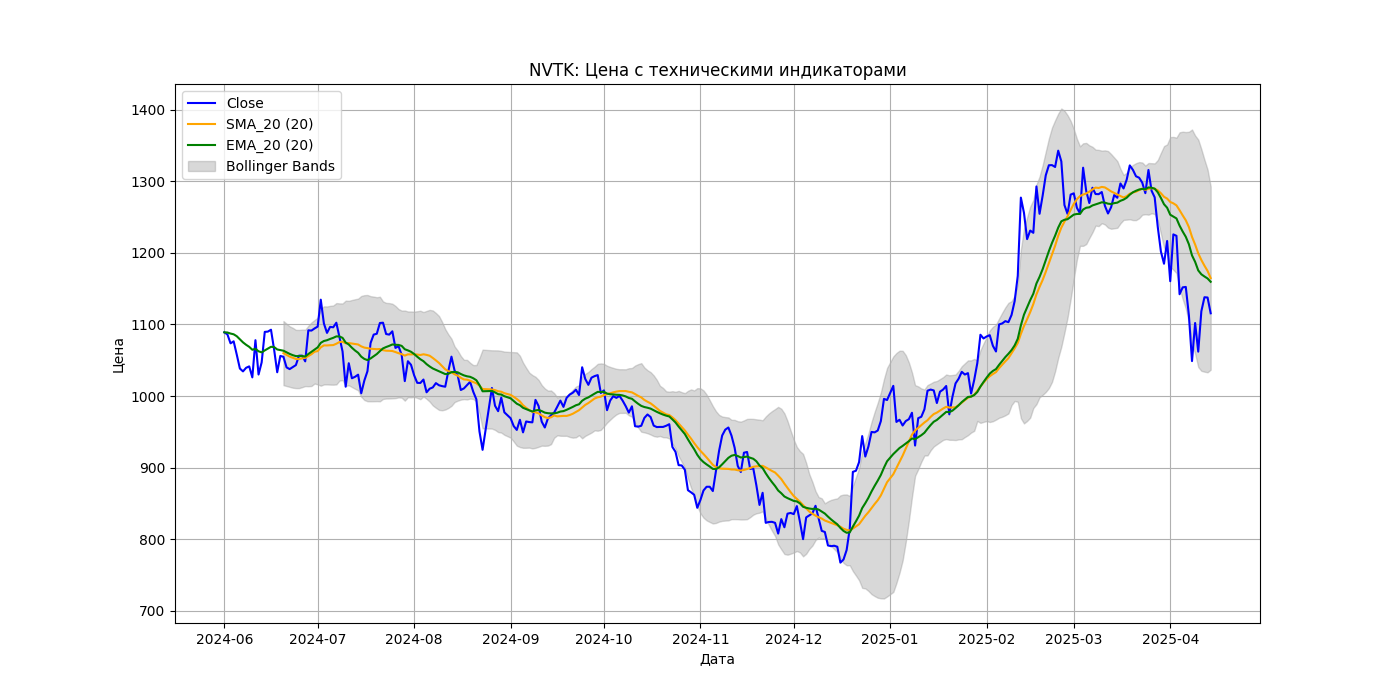 NVTK: Цена с техническими индикаторами
Close
SMA_20 (20)
EMA_20 (20)
Bollinger Bands
Цена
1400
1300
1200
1100
1000
900
800
700
2024-06 2024-07 2024-08 2024-09 2024-10 2024-11 2024-12 2025-01 2025-02 2025-03 2025-04
Дата